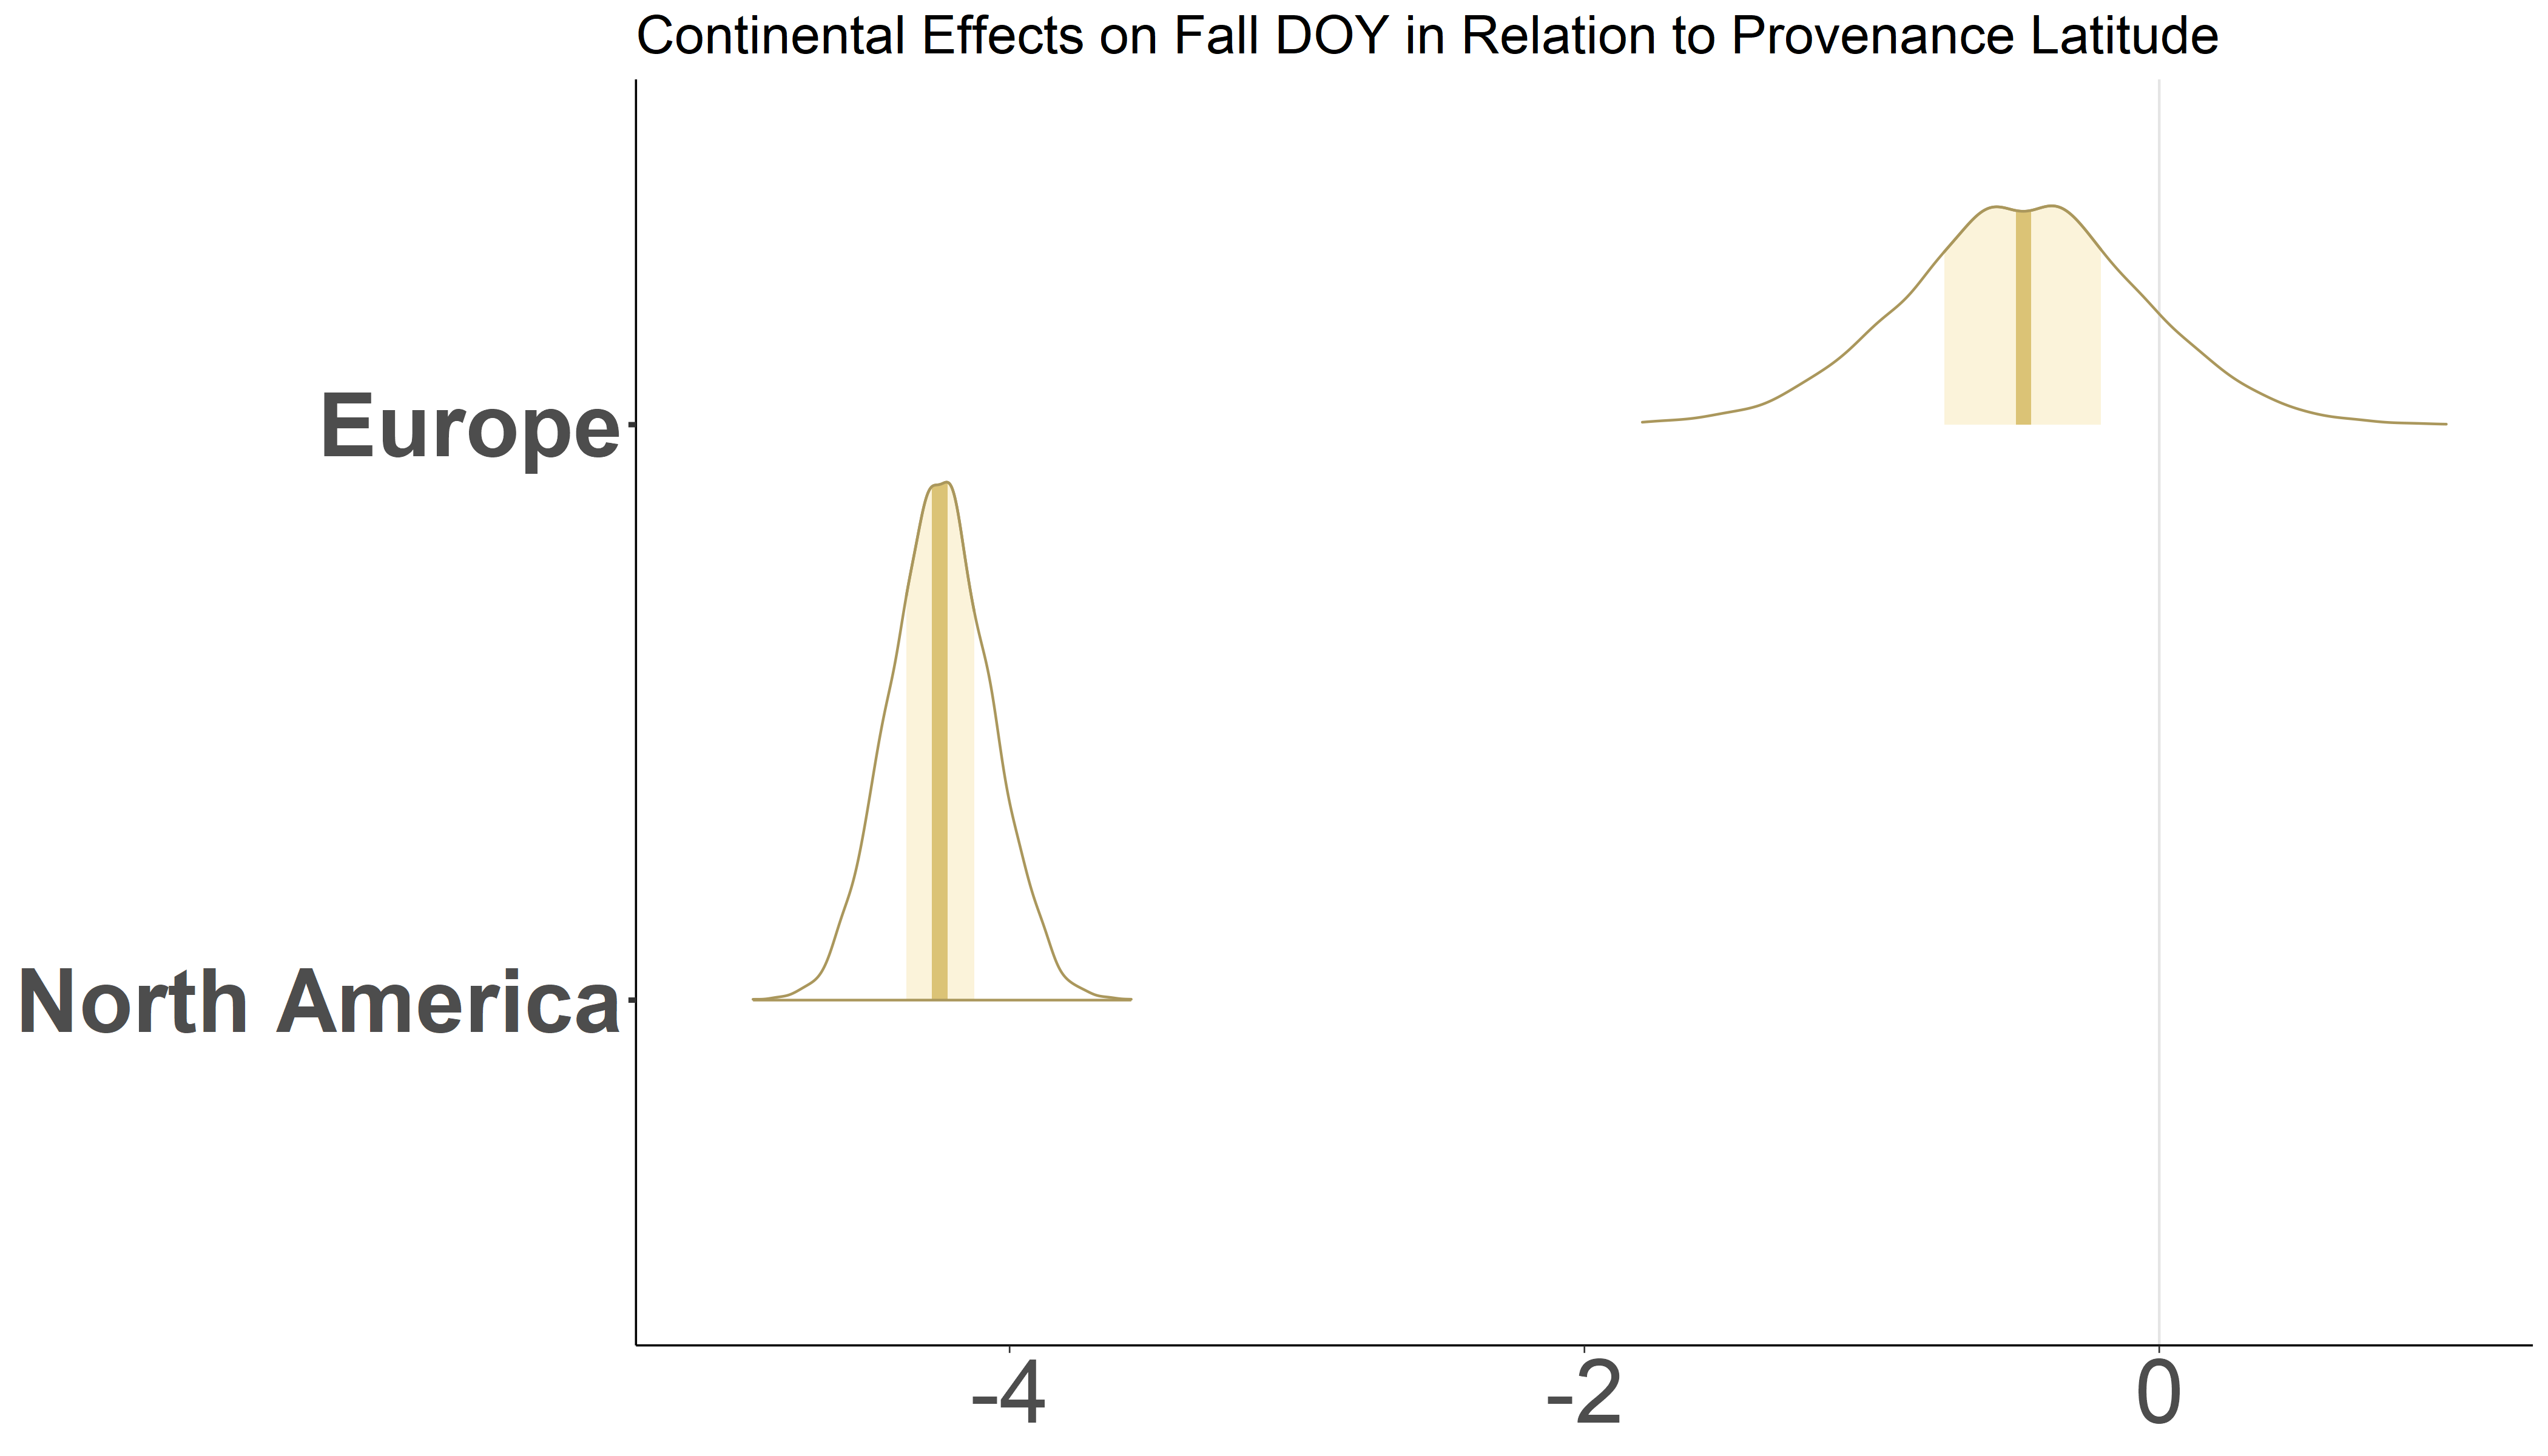 Continental Effects on Fall DOY in Relation to Provenance Latitude
Europe
North America
-4 -2 0